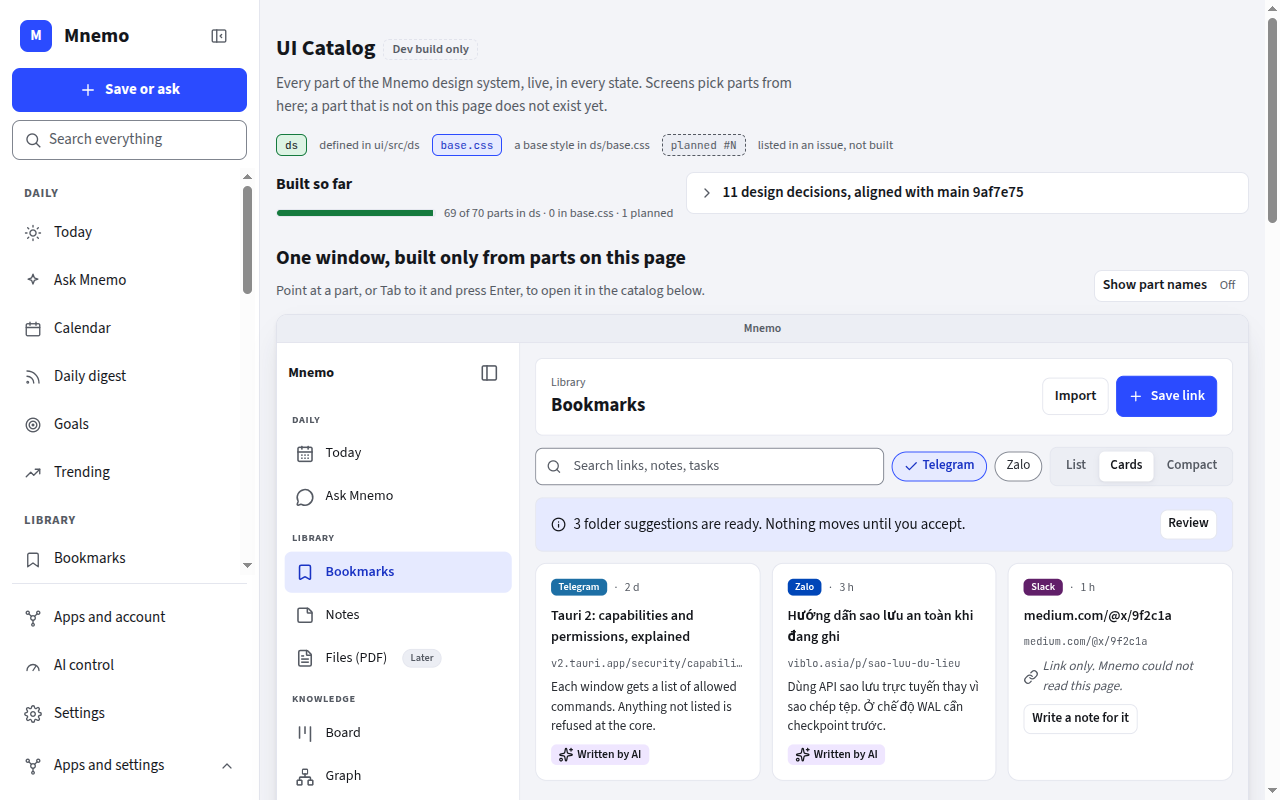 M
Mnemo
Save or ask
Search everything
DAILY
Today
Ask Mnemo
Calendar
Daily digest
Goals
Trending
LIBRARY
Bookmarks
Apps and account
AI control
Settings
Apps and settings
UI Catalog
Dev build only
Every part of the Mnemo design system, live, in every state. Screens pick parts from
here; a part that is not on this page does not exist yet.
ds defined in ui/src/ds base.css a base style in ds/base.css planned #N listed in an issue, not built
Built so far
69 of 70 parts in ds · 0 in base.css · 1 planned
11 design decisions, aligned with main 9af7e75
One window, built only from parts on this page
Point at a part, or Tab to it and press Enter, to open it in the catalog below.
Show part names Off
Mnemo
Mnemo
DAILY
Today
Ask Mnemo
LIBRARY
Bookmarks
Notes
Files (PDF) Later
KNOWLEDGE
Board
Graph
Library
Bookmarks
Import
Save link
Search links, notes, tasks
Telegram
Zalo
List
Cards
Compact
3 folder suggestions are ready. Nothing moves until you accept.
Review
Telegram · 2 d
Tauri 2: capabilities and
permissions, explained
v2.tauri.app/security/capabili…
Each window gets a list of allowed
commands. Anything not listed is
refused at the core.
Written by AI
Zalo · 3 h
Hướng dẫn sao lưu an toàn khi
đang ghi
viblo.asia/p/sao-luu-du-lieu
Dùng API sao lưu trực tuyến thay vì
sao chép tệp. Ở chế độ WAL cần
checkpoint trước.
Written by AI
Slack · 1 h
medium.com/@x/9f2c1a
medium.com/@x/9f2c1a
Link only. Mnemo could not
read this page.
Write a note for it